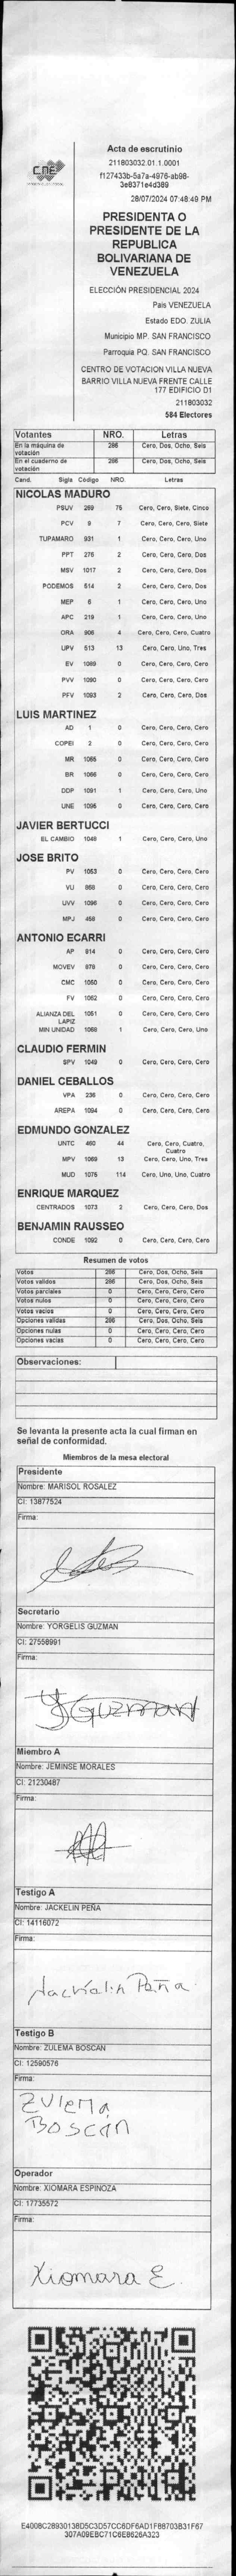 CNE
Acta de escrutinio
211803032.01.1.0001
f127433b-5a7a-4976-ab98-
3e8371e4d389
28/07/2024 07:48:49 PM
PRESIDENTA O
PRESIDENTE DE LA
REPUBLICA
BOLIVARIANA DE
VENEZUELA
ELECCIÓN PRESIDENCIAL 2024
Pais VENEZUELA
Estado EDO. ZULIA
Municipio MP. SAN FRANCISCO
Parroquia PQ. SAN FRANCISCO
CENTRO DE VOTACION VILLA NUEVA
BARRIO VILLA NUEVA FRENTE CALLE
177 EDIFICIO D1
211803032
584 Electores
Votantes NRO. Letras
En la máquina de votación 286 Cero, Dos, Ocho, Seis
En el cuaderno de votación 286 Cero, Dos, Ocho, Seis
Cand. Sigla Código NRO. Letras
NICOLAS MADURO
PSUV 269 75 Cero, Cero, Siete, Cinco
PCV 9 7 Cero, Cero, Cero, Siete
TUPAMARO 931 1 Cero, Cero, Cero, Uno
PPT 275 2 Cero, Cero, Cero, Dos
MSV 1017 2 Cero, Cero, Cero, Dos
PODEMOS 514 2 Cero, Cero, Cero, Dos
MEP 6 1 Cero, Cero, Cero, Uno
APC 219 1 Cero, Cero, Cero, Uno
ORA 906 4 Cero, Cero, Cero, Cuatro
UPV 513 13 Cero, Cero, Uno, Tres
EV 1089 0 Cero, Cero, Cero, Cero
PVV 1090 0 Cero, Cero, Cero, Cero
PFV 1093 2 Cero, Cero, Cero, Dos
LUIS MARTINEZ
AD 1 0 Cero, Cero, Cero, Cero
COPEI 2 0 Cero, Cero, Cero, Cero
MR 1065 0 Cero, Cero, Cero, Cero
BR 1066 0 Cero, Cero, Cero, Cero
DDP 1091 1 Cero, Cero, Cero, Uno
UNE 1095 0 Cero, Cero, Cero, Cero
JAVIER BERTUCCI
EL CAMBIO 1048 1 Cero, Cero, Cero, Uno
JOSE BRITO
PV 1053 0 Cero, Cero, Cero, Cero
VU 868 0 Cero, Cero, Cero, Cero
UVV 1096 0 Cero, Cero, Cero, Cero
MPJ 458 0 Cero, Cero, Cero, Cero
ANTONIO ECARRI
AP 814 0 Cero, Cero, Cero, Cero
MOVEV 879 0 Cero, Cero, Cero, Cero
CMC 1050 0 Cero, Cero, Cero, Cero
FV 1062 0 Cero, Cero, Cero, Cero
ALIANZA DEL LAPIZ 1051 0 Cero, Cero, Cero, Cero
MIN UNIDAD 1068 1 Cero, Cero, Cero, Uno
CLAUDIO FERMIN
SPV 1049 0 Cero, Cero, Cero, Cero
DANIEL CEBALLOS
VPA 236 0 Cero, Cero, Cero, Cero
AREPA 1094 0 Cero, Cero, Cero, Cero
EDMUNDO GONZALEZ
UNTC 460 44 Cero, Cero, Cuatro, Cuatro
MPV 1069 13 Cero, Cero, Uno, Tres
MUD 1075 114 Cero, Uno, Uno, Cuatro
ENRIQUE MARQUEZ
CENTRADOS 1073 2 Cero, Cero, Cero, Dos
BENJAMIN RAUSSEO
CONDE 1092 0 Cero, Cero, Cero, Cero
Resumen de votos
Votos 286 Cero, Dos, Ocho, Seis
Votos validos 286 Cero, Dos, Ocho, Seis
Votos parciales 0 Cero, Cero, Cero, Cero
Votos nulos 0 Cero, Cero, Cero, Cero
Votos vacios 0 Cero, Cero, Cero, Cero
Opciones validas 286 Cero, Dos, Ocho, Seis
Opciones nulas 0 Cero, Cero, Cero, Cero
Opciones vacias 0 Cero, Cero, Cero, Cero
Observaciones:
Se levanta la presente acta la cual firman en
señal de conformidad.
Miembros de la mesa electoral
Presidente
Nombre: MARISOL ROSALEZ
CI: 13877524
Firma:
Secretario
Nombre: YORGELIS GUZMAN
CI: 27558991
Firma:
YGUZMAN
Miembro A
Nombre: JEMINSE MORALES
CI: 21230487
Firma:
Testigo A
Nombre: JACKELIN PEÑA
CI: 14116072
Firma:
Jackelin Peña
Testigo B
Nombre: ZULEMA BOSCAN
CI: 12590576
Firma:
Zulema
Boscán
Operador
Nombre: XIOMARA ESPINOZA
CI: 17735572
Firma:
Xiomara E.
E4008C28930138D5C3D57CC6DF6AD1F88703B31F67
307A09EBC71C6E8626A323